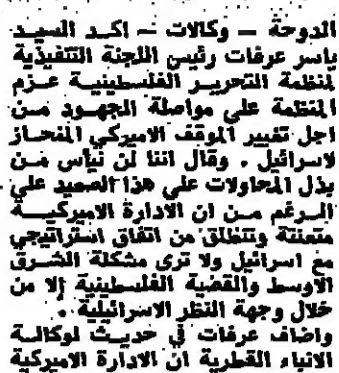 الدوحة — وكالات — اكد السيد
ياسر عرفات رئيس اللجنة التنفيذية
لمنظمة التحرير الفلسطينية عزم
المنظمة على مواصلة الجهود من
اجل تغيير الموقف الاميركي المنحاز
لاسرائيل . وقال اننا لن نيأس من
بذل المحاولات على هذا الصعيد على
الرغم من ان الادارة الاميركية
متعنتة وتنطلق من اتفاق استراتيجي
مع اسرائيل ولا ترى مشكلة الشرق
الاوسط والقضية الفلسطينية إلا من
خلال وجهة النظر الاسرائيلية .
واضاف عرفات في حديث لوكالة
الانباء القطرية ان الادارة الاميركية